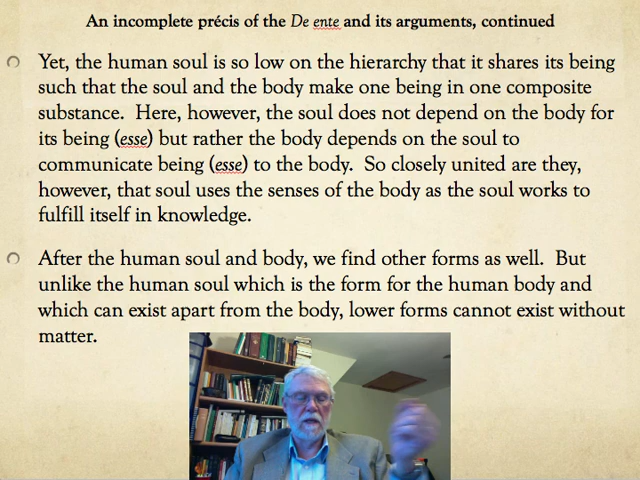 An incomplete précis of the De ente and its arguments, continued
Yet, the human soul is so low on the hierarchy that it shares its being
such that the soul and the body make one being in one composite
substance. Here, however, the soul does not depend on the body for
its being (esse) but rather the body depends on the soul to
communicate being (esse) to the body. So closely united are they,
however, that soul uses the senses of the body as the soul works to
fulfill itself in knowledge.
After the human soul and body, we find other forms as well. But
unlike the human soul which is the form for the human body and
which can exist apart from the body, lower forms cannot exist without
matter.